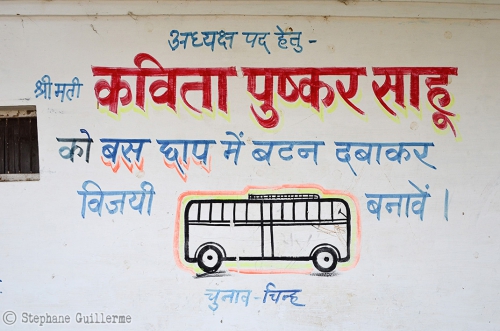 अध्यक्ष पद हेतु -
श्रीमती कविता पुष्कर साहू
को बस छाप में बटन दबाकर
विजयी बनावें।
चुनाव - चिन्ह
© Stephane Guillerme